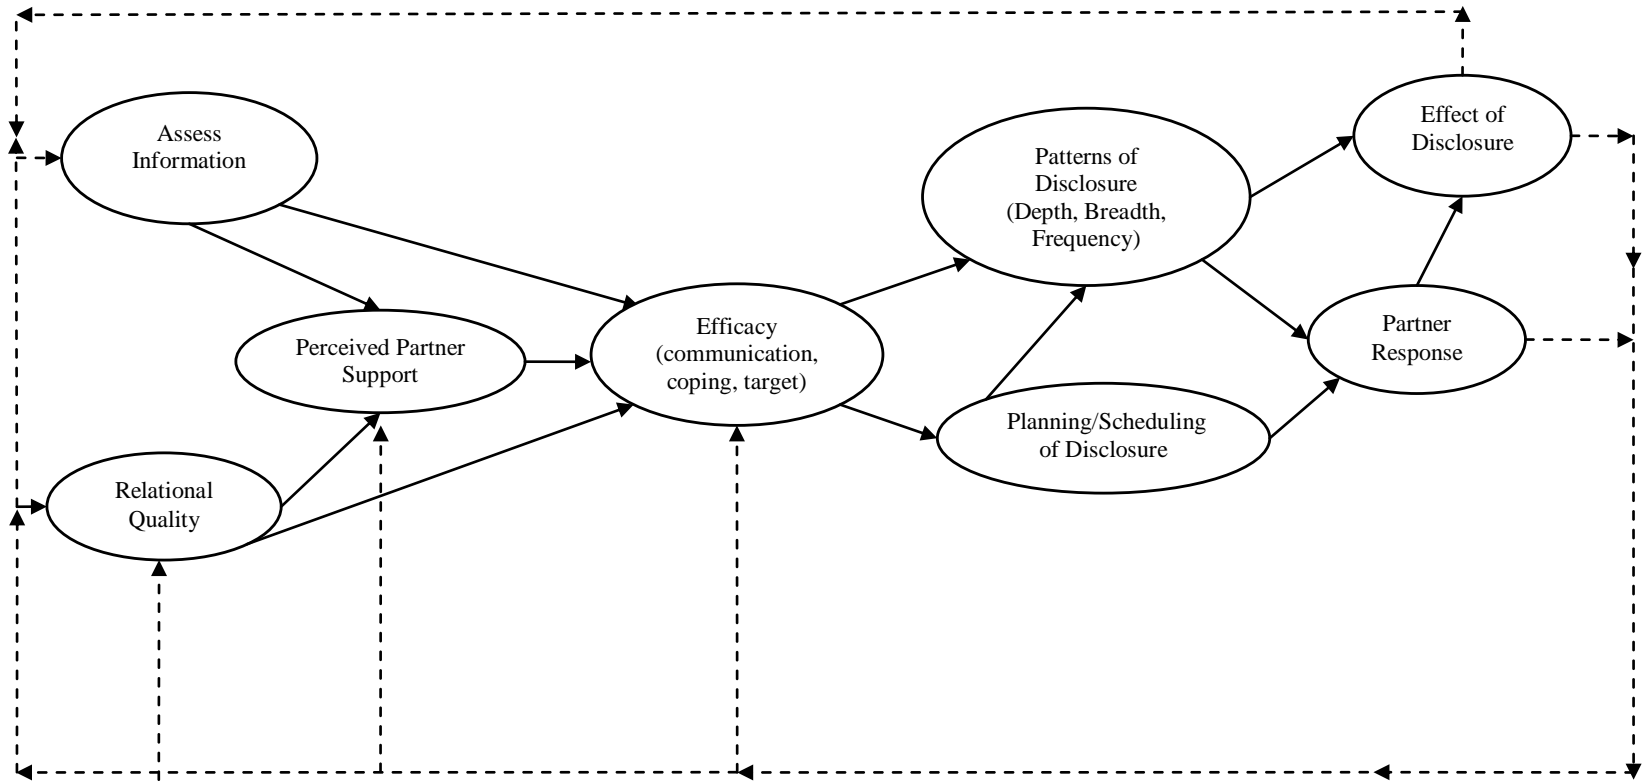 Assess
Information
Perceived Partner
Support
Relational
Quality
Efficacy
(communication,
coping, target)
Patterns of
Disclosure
(Depth, Breadth,
Frequency)
Planning/Scheduling
of Disclosure
Effect of
Disclosure
Partner
Response